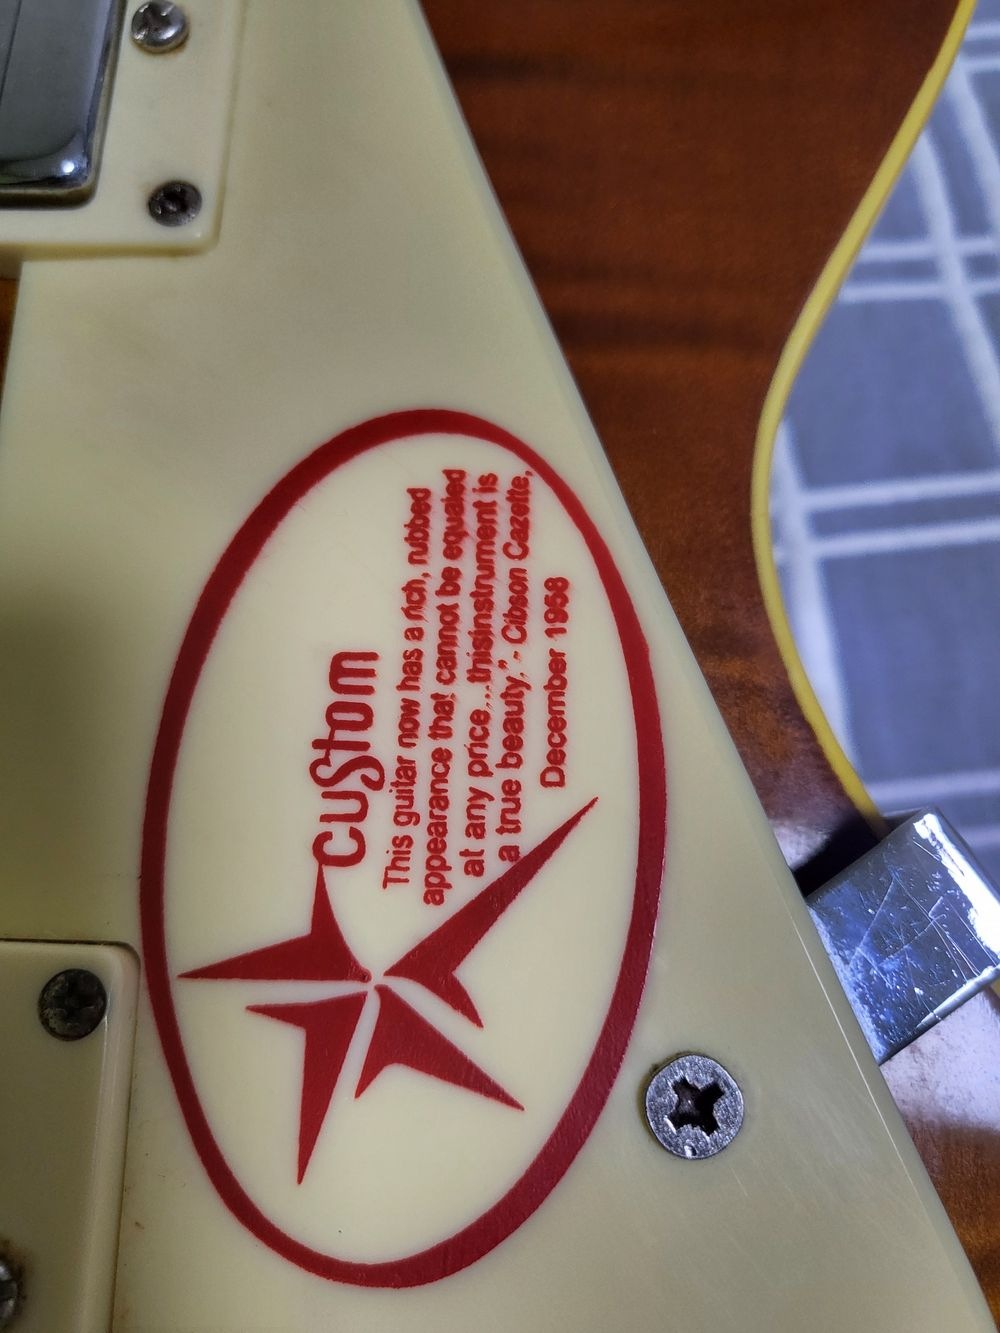 custom
This guitar now has a rich, rubbed
appearance that cannot be equaled
at any price...thisinstrument is
a true beauty,"- Cibson Cazette,
December 1958